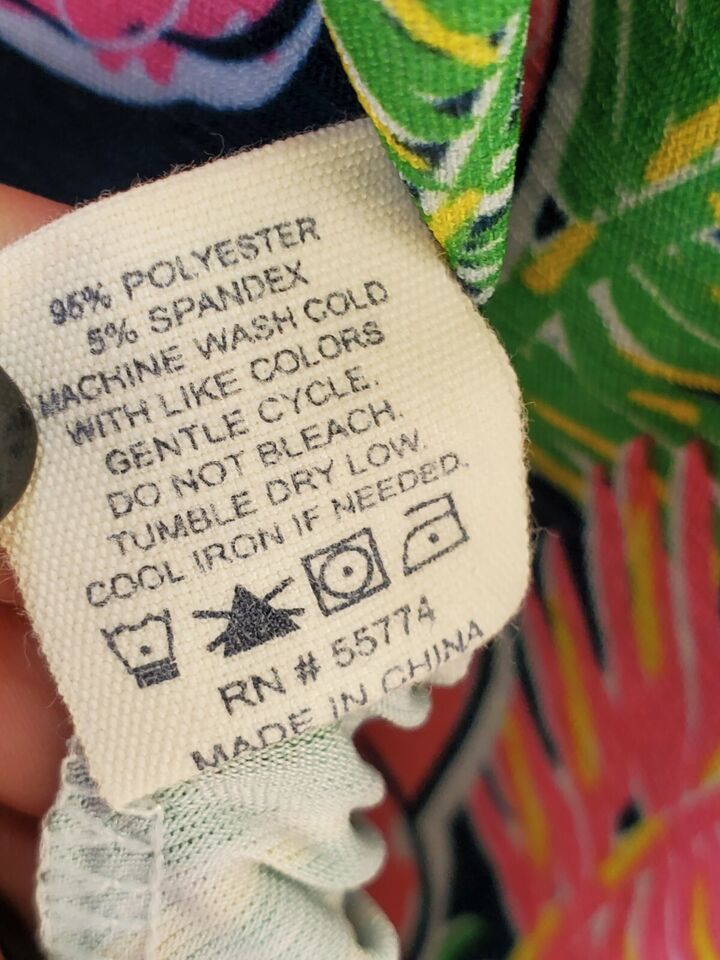 95% POLYESTER
5% SPANDEX
MACHINE WASH COLD
WITH LIKE COLORS
GENTLE CYCLE.
DO NOT BLEACH.
TUMBLE DRY LOW.
COOL IRON IF NEEDED.
RN # 55774
MADE IN CHINA